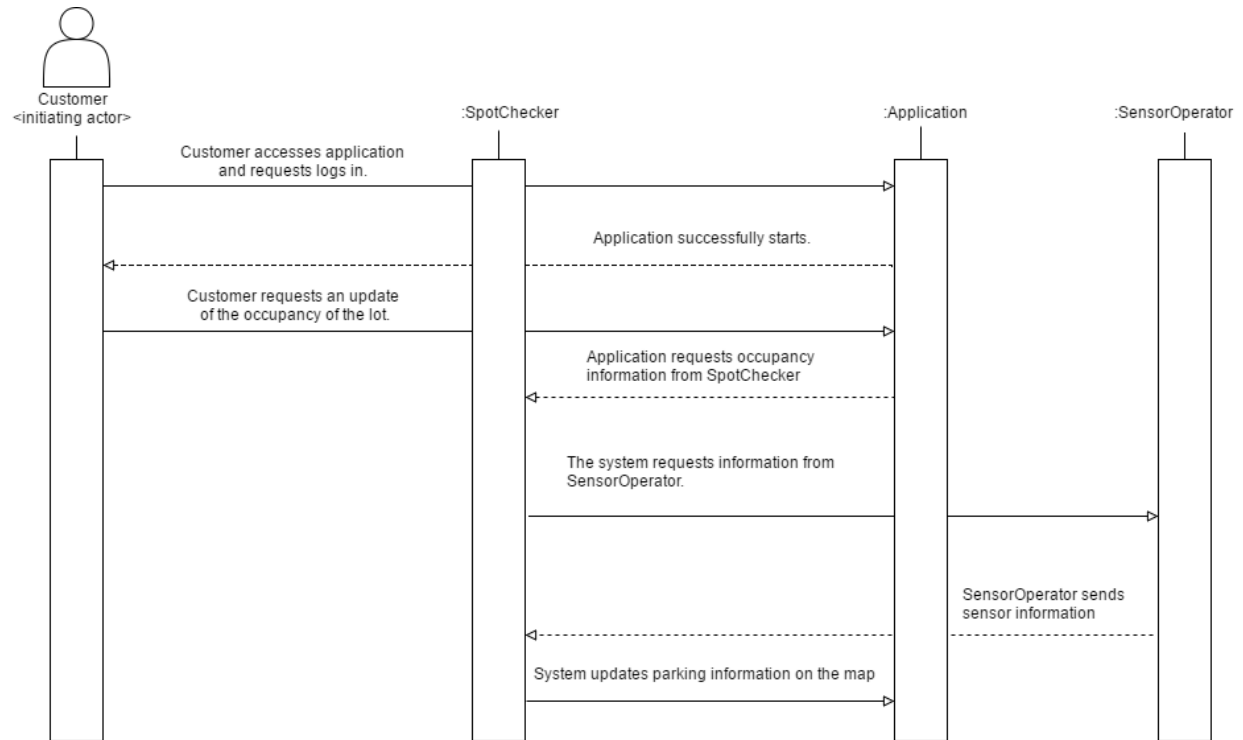 Customer
<initiating actor>
:SpotChecker
:Application
:SensorOperator
Customer accesses application
and requests logs in.
Application successfully starts.
Customer requests an update
of the occupancy of the lot.
Application requests occupancy
information from SpotChecker
The system requests information from
SensorOperator.
SensorOperator sends
sensor information
System updates parking information on the map